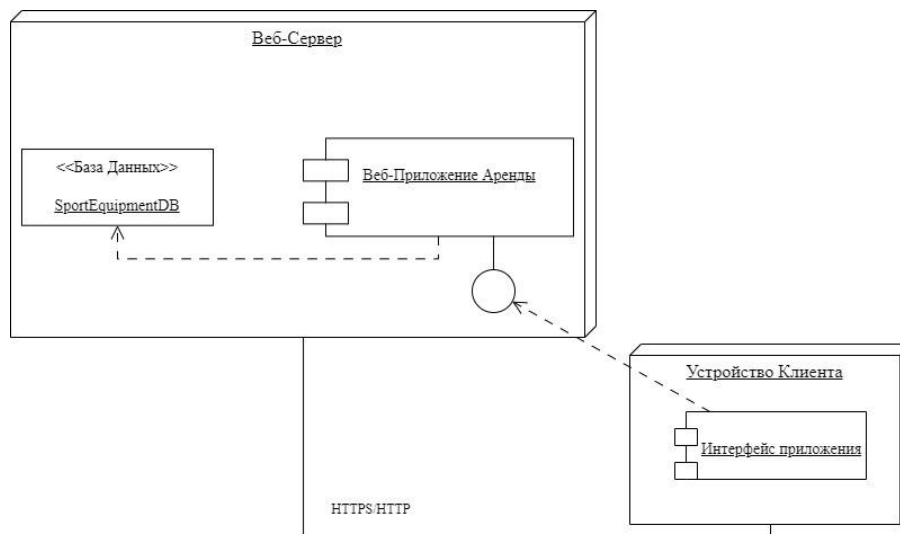 Веб-Сервер
<<База Данных>>
SportEquipmentDB
Веб-Приложение Аренды
Устройство Клиента
Интерфейс приложения
HTTPS/HTTP